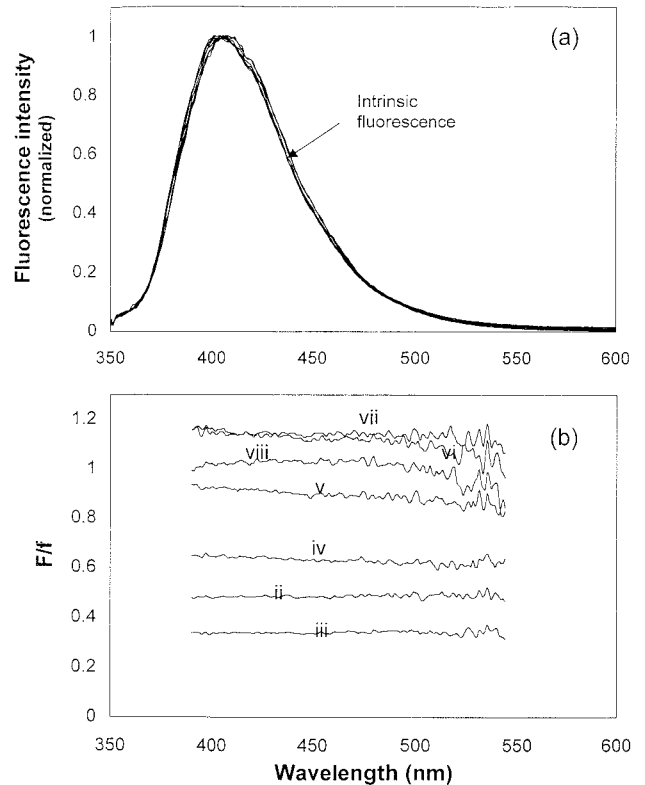 (a)
Fluorescence intensity
(normalized)
Intrinsic
fluorescence
1
0.8
0.6
0.4
0.2
0
350 400 450 500 550 600
(b)
F/f
1.2
1
0.8
0.6
0.4
0.2
0
vii
viii
vi
v
iv
ii
iii
350 400 450 500 550 600
Wavelength (nm)